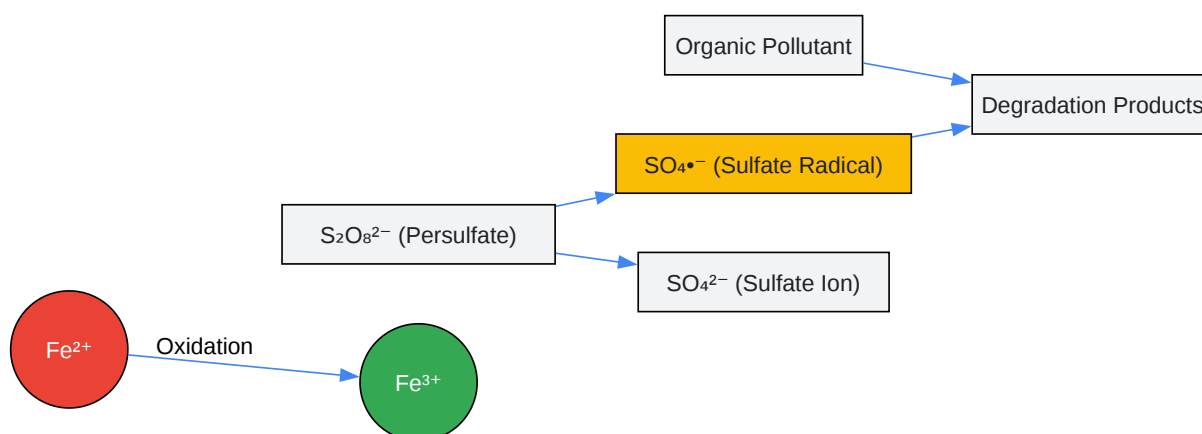 Organic Pollutant
Degradation Products
SO₄•⁻ (Sulfate Radical)
S₂O₈²⁻ (Persulfate)
SO₄²⁻ (Sulfate Ion)
Fe²⁺
Oxidation
Fe³⁺